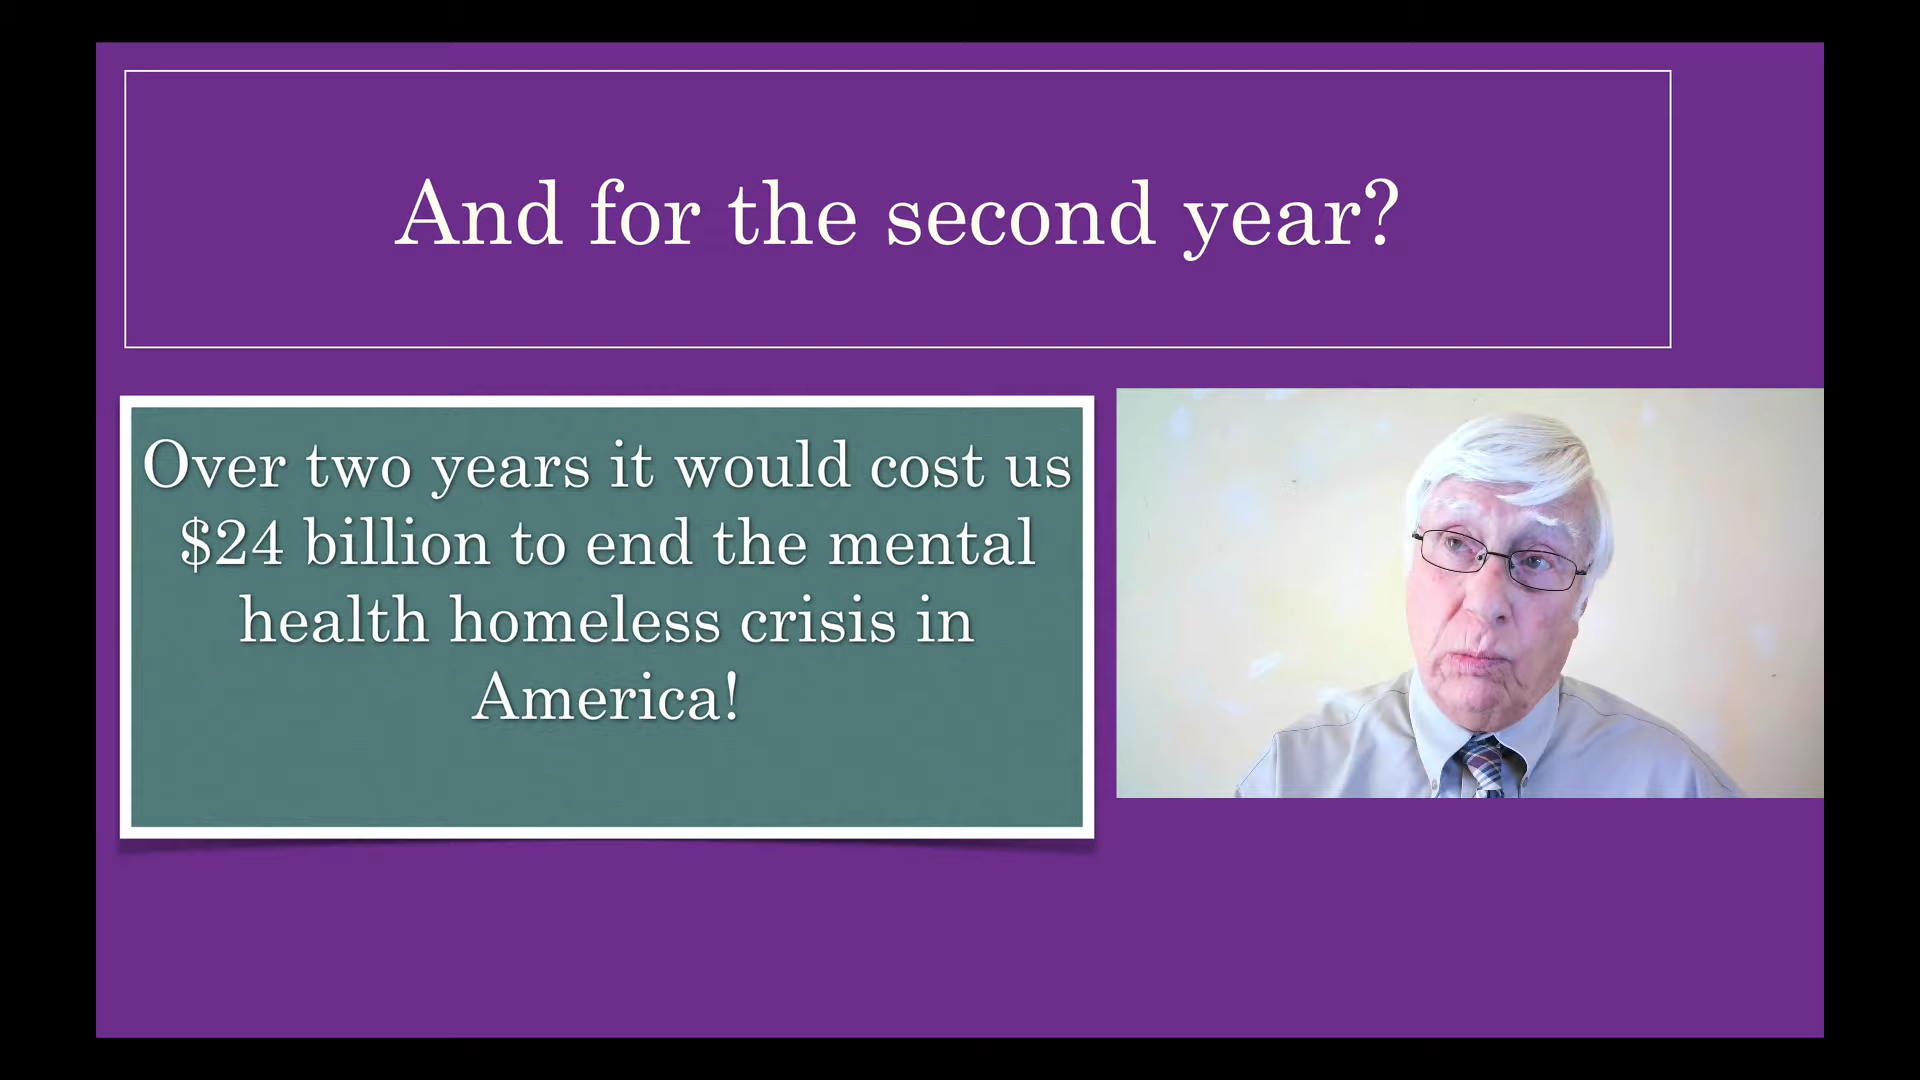 And for the second year?
Over two years it would cost us
$24 billion to end the mental
health homeless crisis in
America!